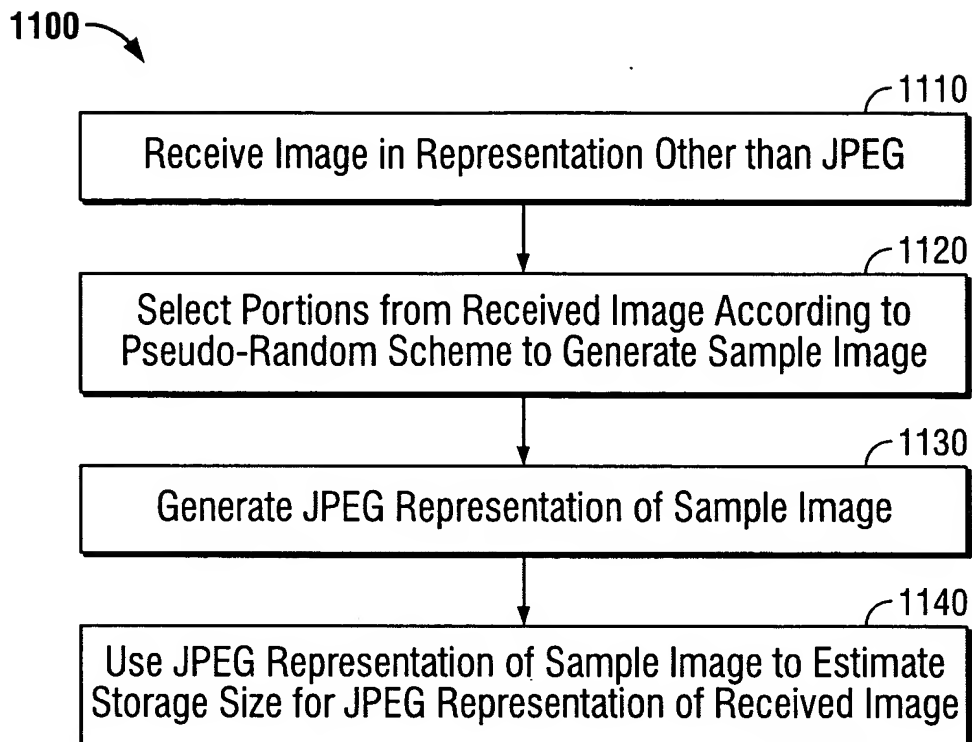 1100
1110
Receive Image in Representation Other than JPEG
1120
Select Portions from Received Image According to
Pseudo-Random Scheme to Generate Sample Image
1130
Generate JPEG Representation of Sample Image
1140
Use JPEG Representation of Sample Image to Estimate
Storage Size for JPEG Representation of Received Image